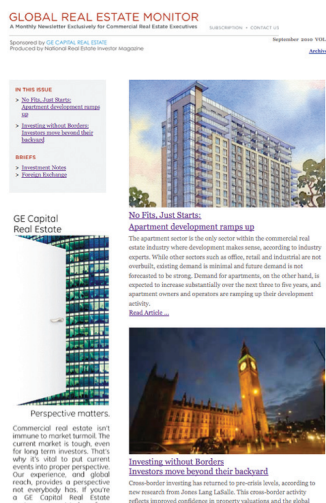 GLOBAL REAL ESTATE MONITOR
A Monthly Newsletter Exclusively for Commercial Real Estate Executives
SUBSCRIPTION • CONTACT US
Sponsored by GE CAPITAL REAL ESTATE
Produced by National Real Estate Investor Magazine
September 2010 VOL
Archive
IN THIS ISSUE
> No Fits, Just Starts:
Apartment development ramps
up
> Investing without Borders:
Investors move beyond their
backyard
BRIEFS
> Investment Notes
> Foreign Exchange
No Fits, Just Starts:
Apartment development ramps up
The apartment sector is the only sector within the commercial real
estate industry where development makes sense, according to industry
experts. While other sectors such as office, retail and industrial are not
overbuilt, existing demand is minimal and future demand is not
forecasted to be strong. Demand for apartments, on the other hand, is
expected to increase substantially over the next three to five years, and
apartment owners and operators are ramping up their development
activity.
Read Article ...
GE Capital
Real Estate
Perspective matters.
Commercial real estate isn't
immune to market turmoil. The
current market is tough, even
for long term investors. That's
why it's vital to put current
events into proper perspective.
Our experience, and global
reach, provides a perspective
not everybody has. If you're
a GE Capital Real Estate
Investing without Borders
Investors move beyond their backyard
Cross-border investing has returned to pre-crisis levels, according to
new research from Jones Lang LaSalle. This cross-border activity
reflects improved confidence in property valuations and the global